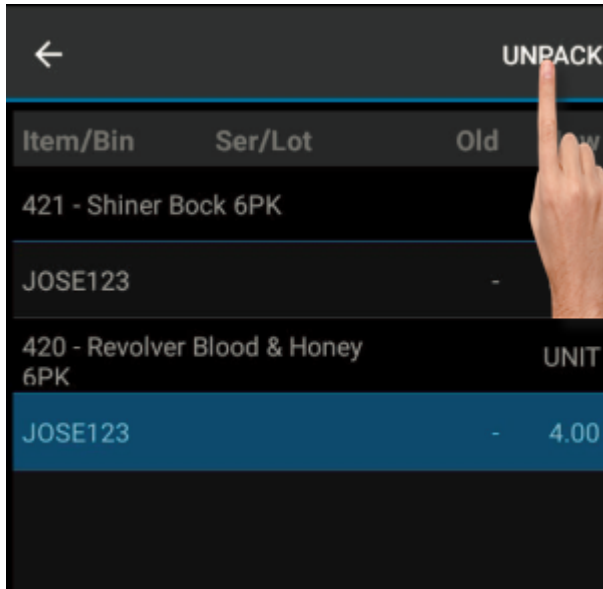 UNPACK
Item/Bin Ser/Lot Old
421 - Shiner Bock 6PK
JOSE123 -
420 - Revolver Blood & Honey
6PK UNIT
JOSE123 - 4.00